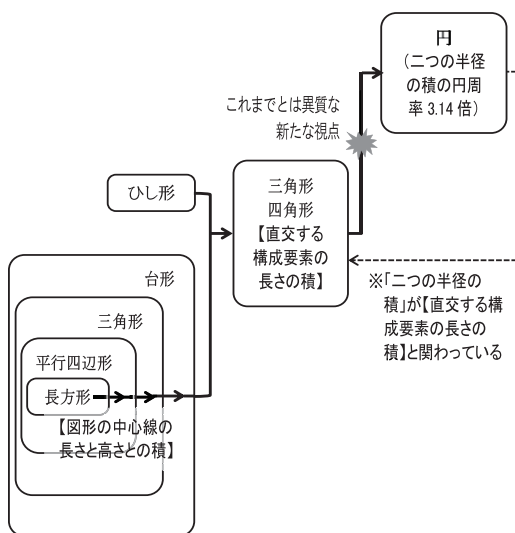 円
(二つの半径
の積の円周
率 3.14 倍)
これまでとは異質な
新たな視点
ひし形
三角形
四角形
【直交する
構成要素の
長さの積】
※「二つの半径の
積」が【直交する構
成要素の長さの
積】と関わっている
台形
三角形
平行四辺形
長方形
【図形の中心線の
長さと高さとの積】